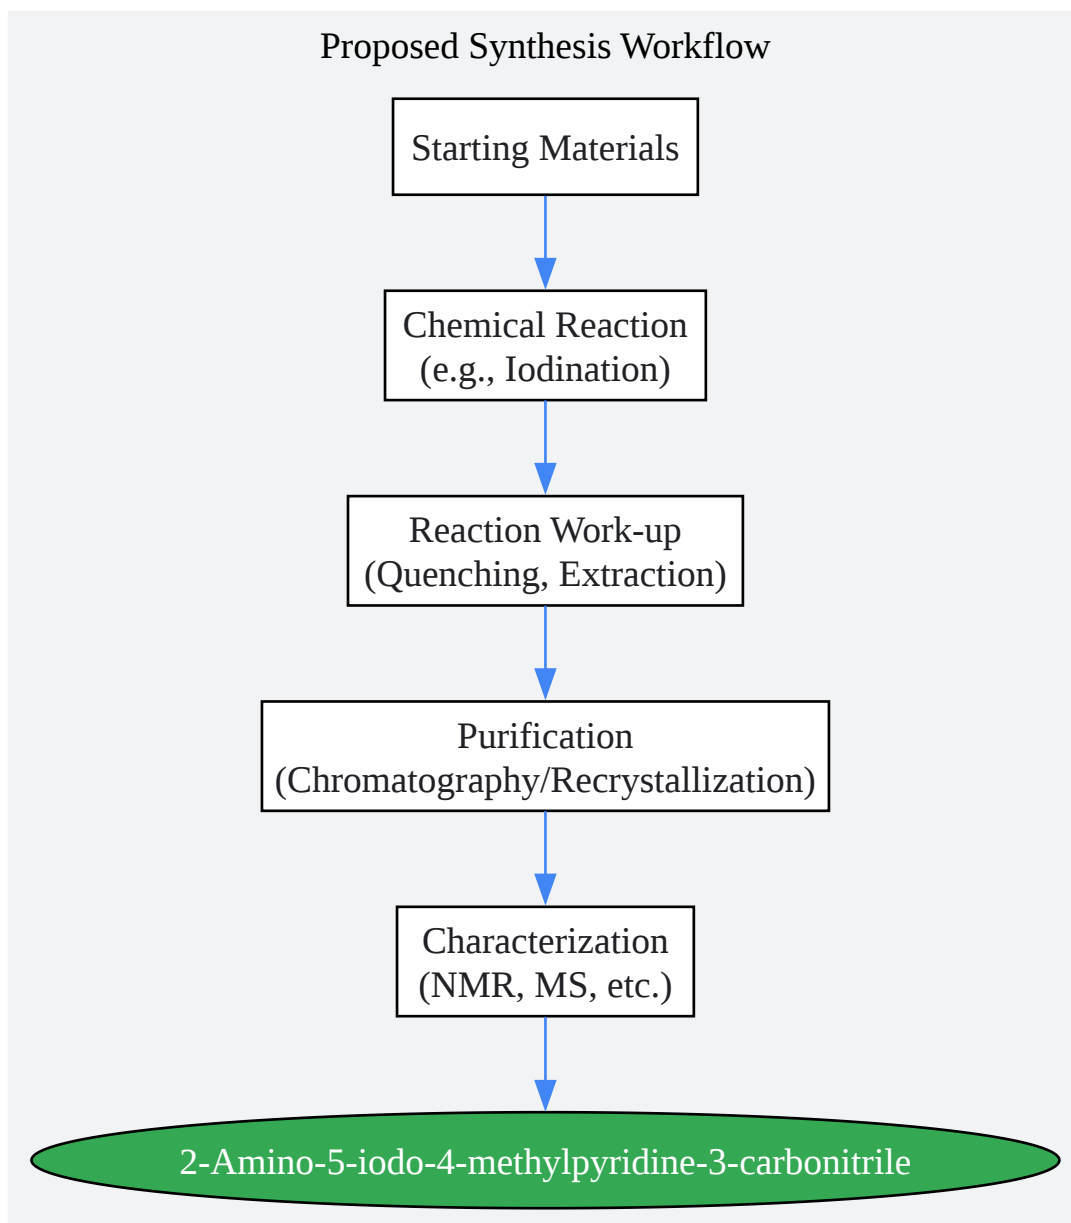 Proposed Synthesis Workflow
Starting Materials
Chemical Reaction
(e.g., Iodination)
Reaction Work-up
(Quenching, Extraction)
Purification
(Chromatography/Recrystallization)
Characterization
(NMR, MS, etc.)
2-Amino-5-iodo-4-methylpyridine-3-carbonitrile